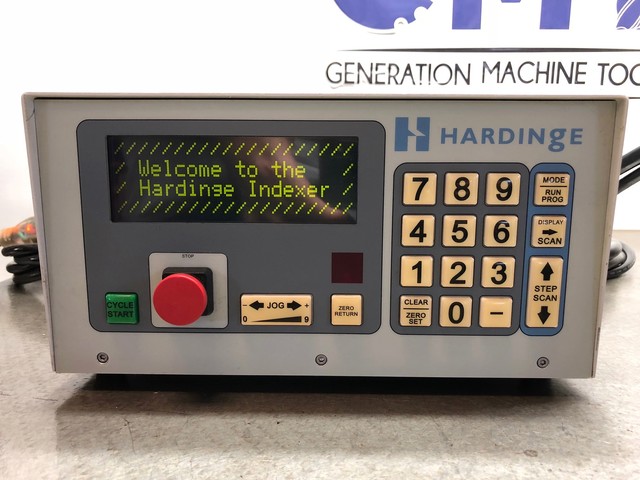 GENERATION MACHINE TOO
HARDINGE
Welcome to the
Hardinge Indexer
7 8 9
MODE
RUN
PROG
4 5 6
DISPLAY
SCAN
1 2 3
STEP
SCAN
CLEAR
ZERO
SET
0 −
STOP
CYCLE
START
− JOG +
0 9
ZERO
RETURN